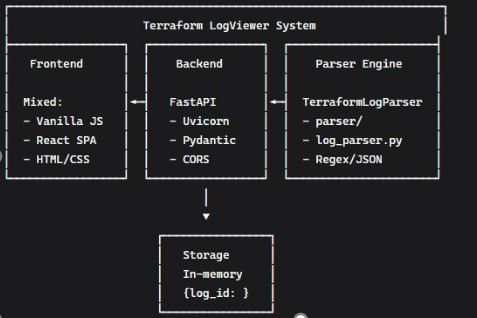 Terraform LogViewer System
Frontend
Mixed:
- Vanilla JS
- React SPA
- HTML/CSS
Backend
FastAPI
- Uvicorn
- Pydantic
- CORS
Parser Engine
TerraformLogParser
- parser/
- log_parser.py
- Regex/JSON
Storage
In-memory
{log_id: }